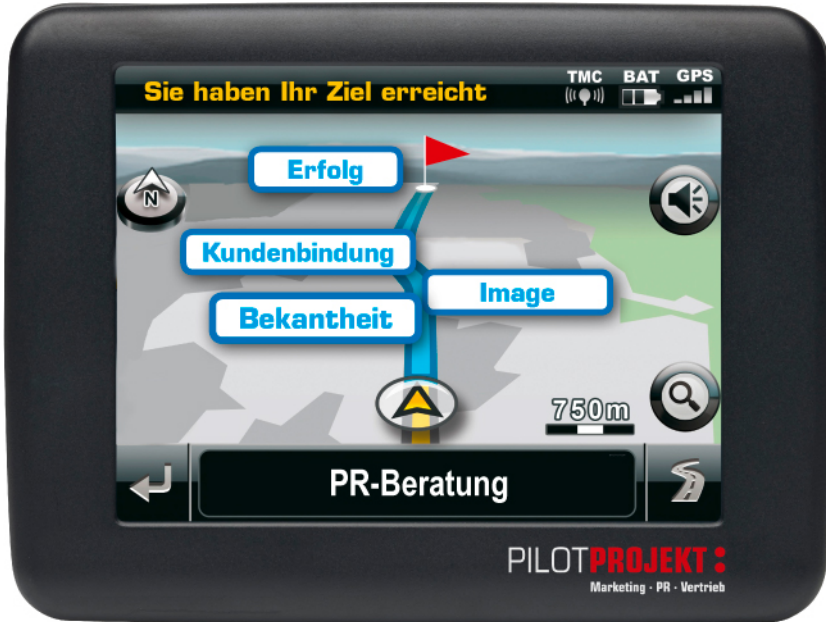 Sie haben Ihr Ziel erreicht
TMC BAT GPS
Erfolg
N
Kundenbindung
Image
Bekantheit
750m
PR-Beratung
PILOTPROJEKT:
Marketing · PR · Vertrieb